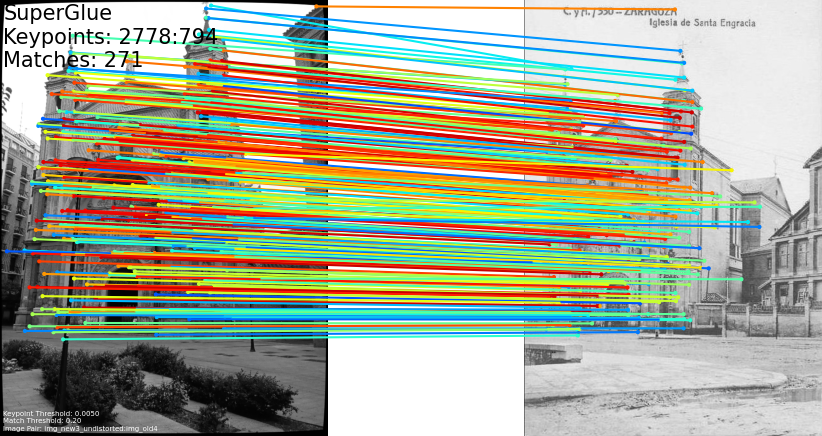 SuperGlue
Keypoints: 2778:794
Matches: 271
C. y H. / 350 - ZARAGOZA
Iglesia de Santa Engracia
Keypoint Threshold: 0.0050
Match Threshold: 0.20
Image Pair: img_new3_undistorted:img_old4